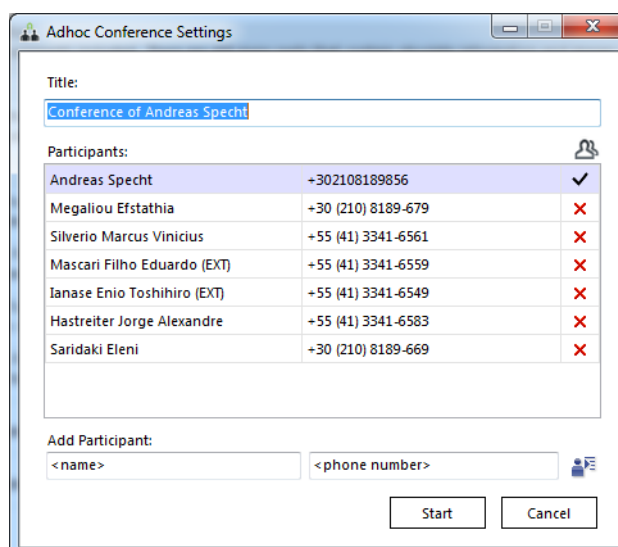 Adhoc Conference Settings
Title:
Conference of Andreas Specht
Participants:
Andreas Specht +302108189856
Megaliou Efstathia +30 (210) 8189-679
Silverio Marcus Vinicius +55 (41) 3341-6561
Mascari Filho Eduardo (EXT) +55 (41) 3341-6559
Ianase Enio Toshihiro (EXT) +55 (41) 3341-6549
Hastreiter Jorge Alexandre +55 (41) 3341-6583
Saridaki Eleni +30 (210) 8189-669
Add Participant:
<name> <phone number>
Start Cancel